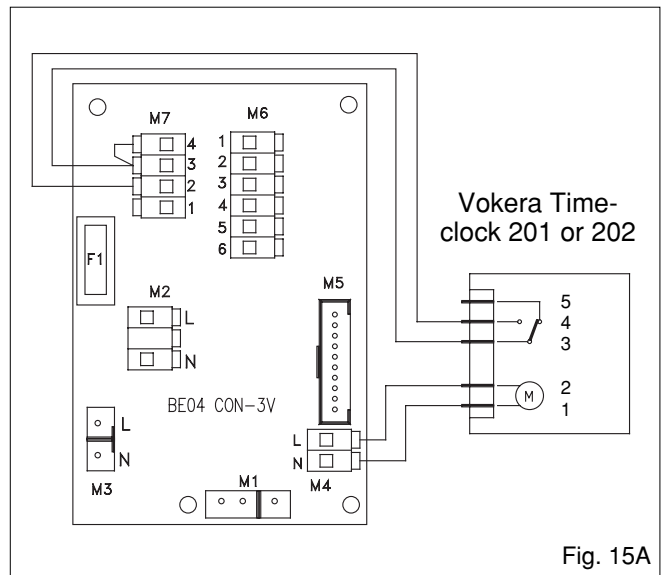 M7
M6
4
3
2
1
1
2
3
4
5
6
Vokera Time-
clock 201 or 202
F1
M2
L
N
M5
5
4
3
2
1
M
BE04 CON-3V
L
N
M3
M1
L
N
M4
Fig. 15A